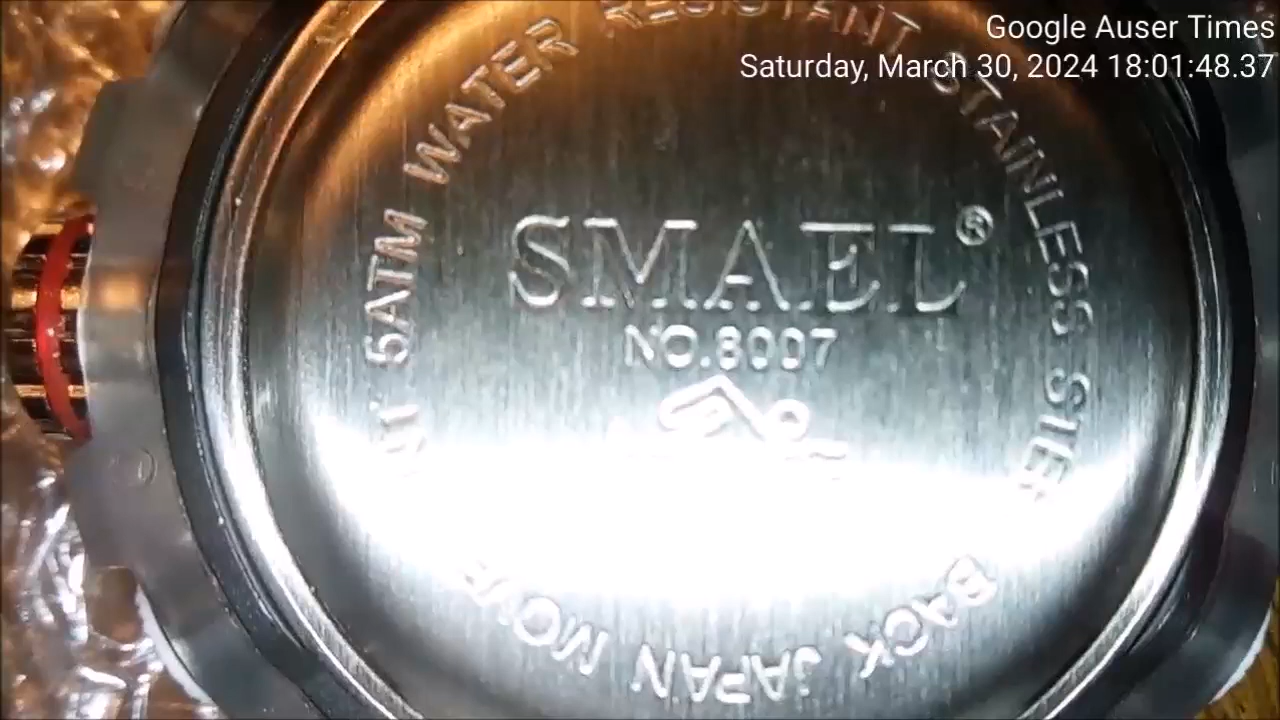 Google Auser Times
Saturday, March 30, 2024 18:01:48.37
5ATM WATER RESISTANT STAINLESS STEE
BACK JAPAN MOV
SMAEL®
NO.8007